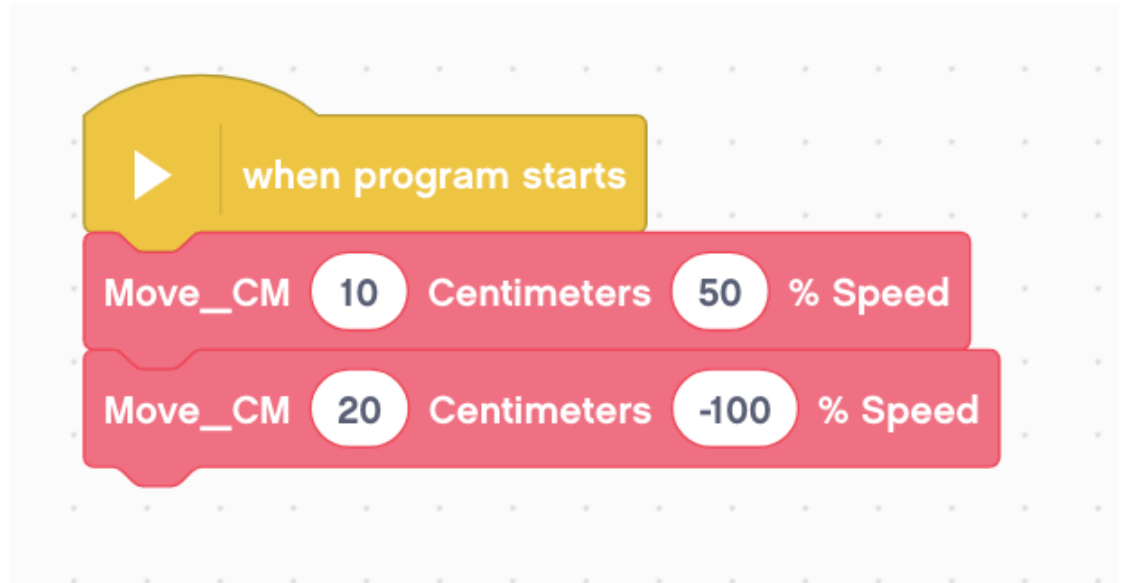 when program starts
Move_CM 10 Centimeters 50 % Speed
Move_CM 20 Centimeters -100 % Speed